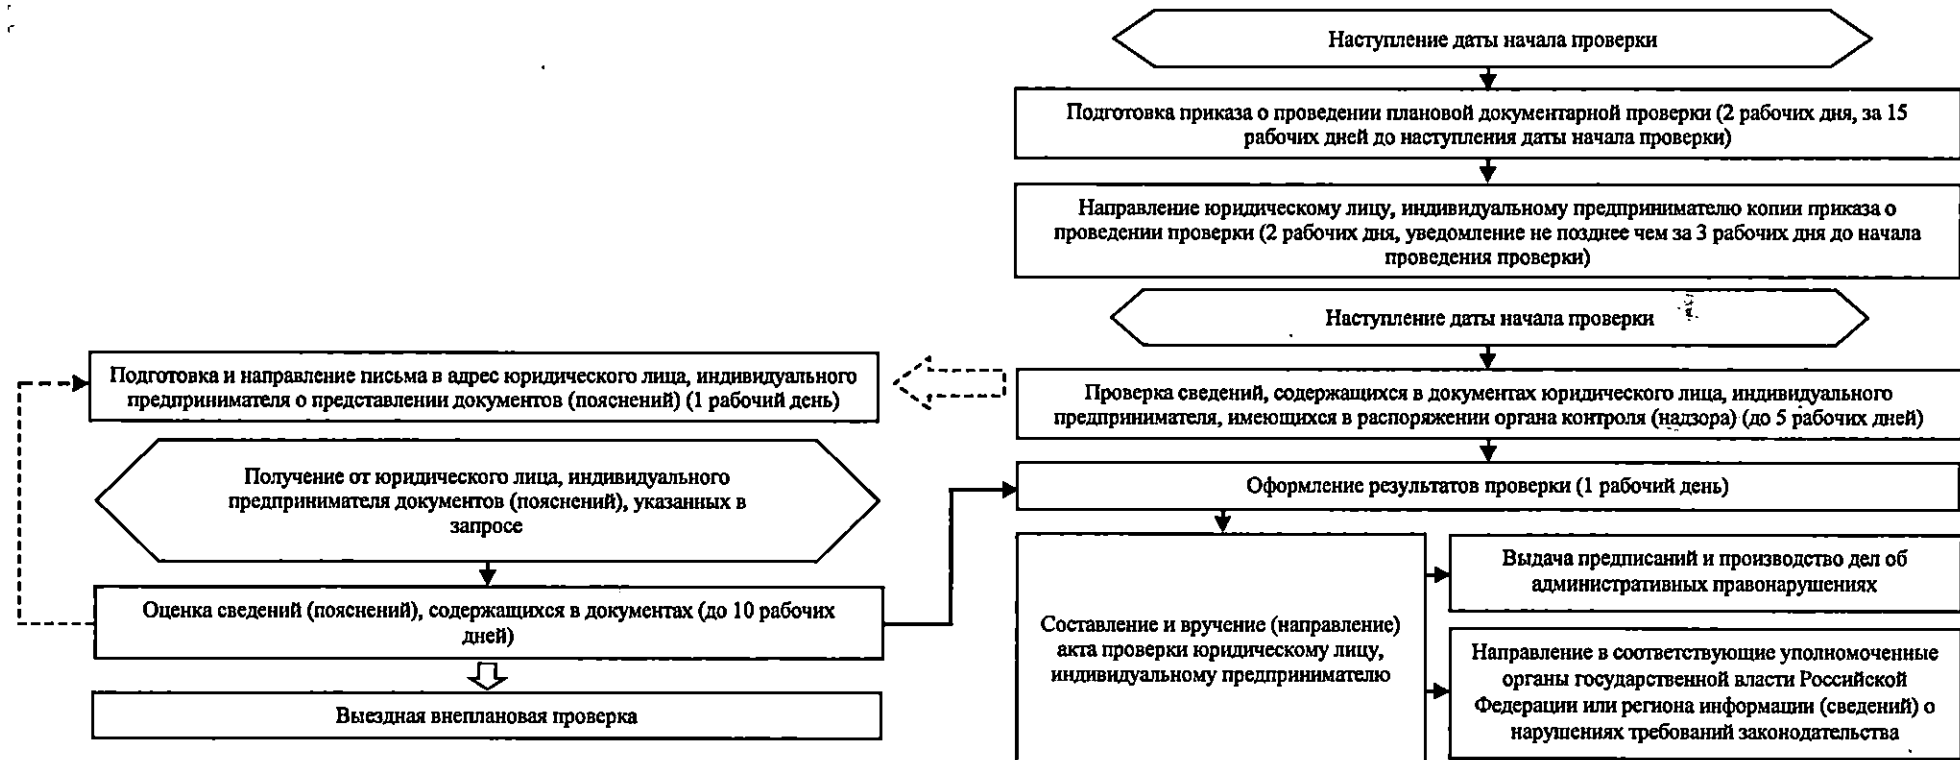 Наступление даты начала проверки
Подготовка приказа о проведении плановой документарной проверки (2 рабочих дня, за 15
рабочих дней до наступления даты начала проверки)
Направление юридическому лицу, индивидуальному предпринимателю копии приказа о
проведении проверки (2 рабочих дня, уведомление не позднее чем за 3 рабочих дня до начала
проведения проверки)
Наступление даты начала проверки
Проверка сведений, содержащихся в документах юридического лица, индивидуального
предпринимателя, имеющихся в распоряжении органа контроля (надзора) (до 5 рабочих дней)
Подготовка и направление письма в адрес юридического лица, индивидуального
предпринимателя о представлении документов (пояснений) (1 рабочий день)
Получение от юридического лица, индивидуального
предпринимателя документов (пояснений), указанных в
запросе
Оценка сведений (пояснений), содержащихся в документах (до 10 рабочих
дней)
Выездная внеплановая проверка
Оформление результатов проверки (1 рабочий день)
Составление и вручение (направление)
акта проверки юридическому лицу,
индивидуальному предпринимателю
Выдача предписаний и производство дел об
административных правонарушениях
Направление в соответствующие уполномоченные
органы государственной власти Российской
Федерации или региона информации (сведений) о
нарушениях требований законодательства